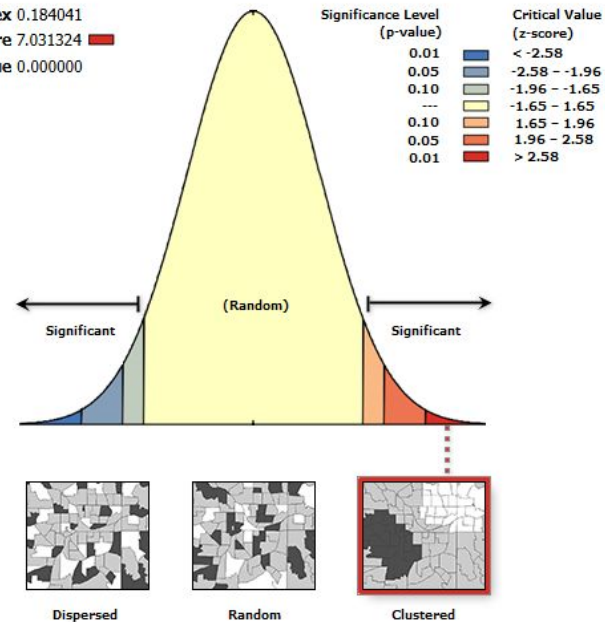 ex 0.184041
re 7.031324
ue 0.000000
Significance Level
(p-value)
Critical Value
(z-score)
0.01 < -2.58
0.05 -2.58 – -1.96
0.10 -1.96 – -1.65
--- -1.65 – 1.65
0.10 1.65 – 1.96
0.05 1.96 – 2.58
0.01 > 2.58
(Random)
Significant
Significant
Dispersed
Random
Clustered